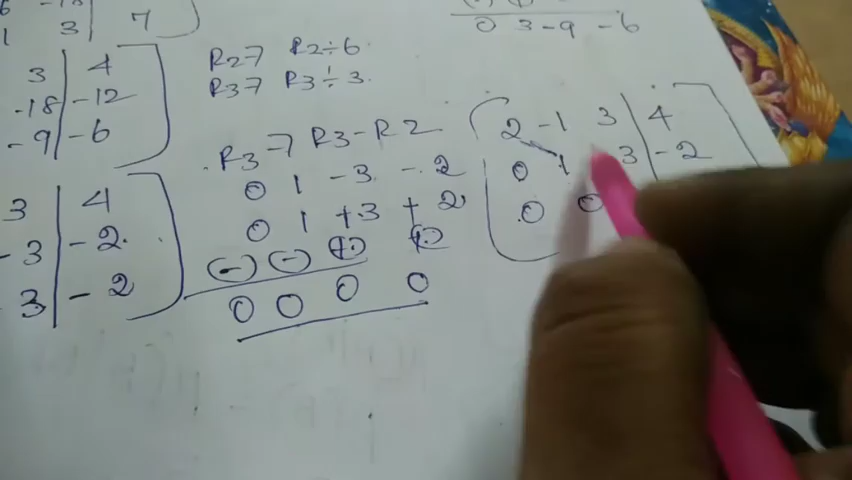 1 3 | 7
0 3 -9 -6
3 | 4
-18 | -12
-9 | -6
R2→ R2÷6.
R3→ R3÷3.
R3→ R3-R2
0 1 -3 -2
0 1 +3 +2
(-) (-) (+) (+)
0 0 0 0
3 | 4
-3 | -2
3 | -2
2 -1 3 | 4
0 1 3 | -2
0 0